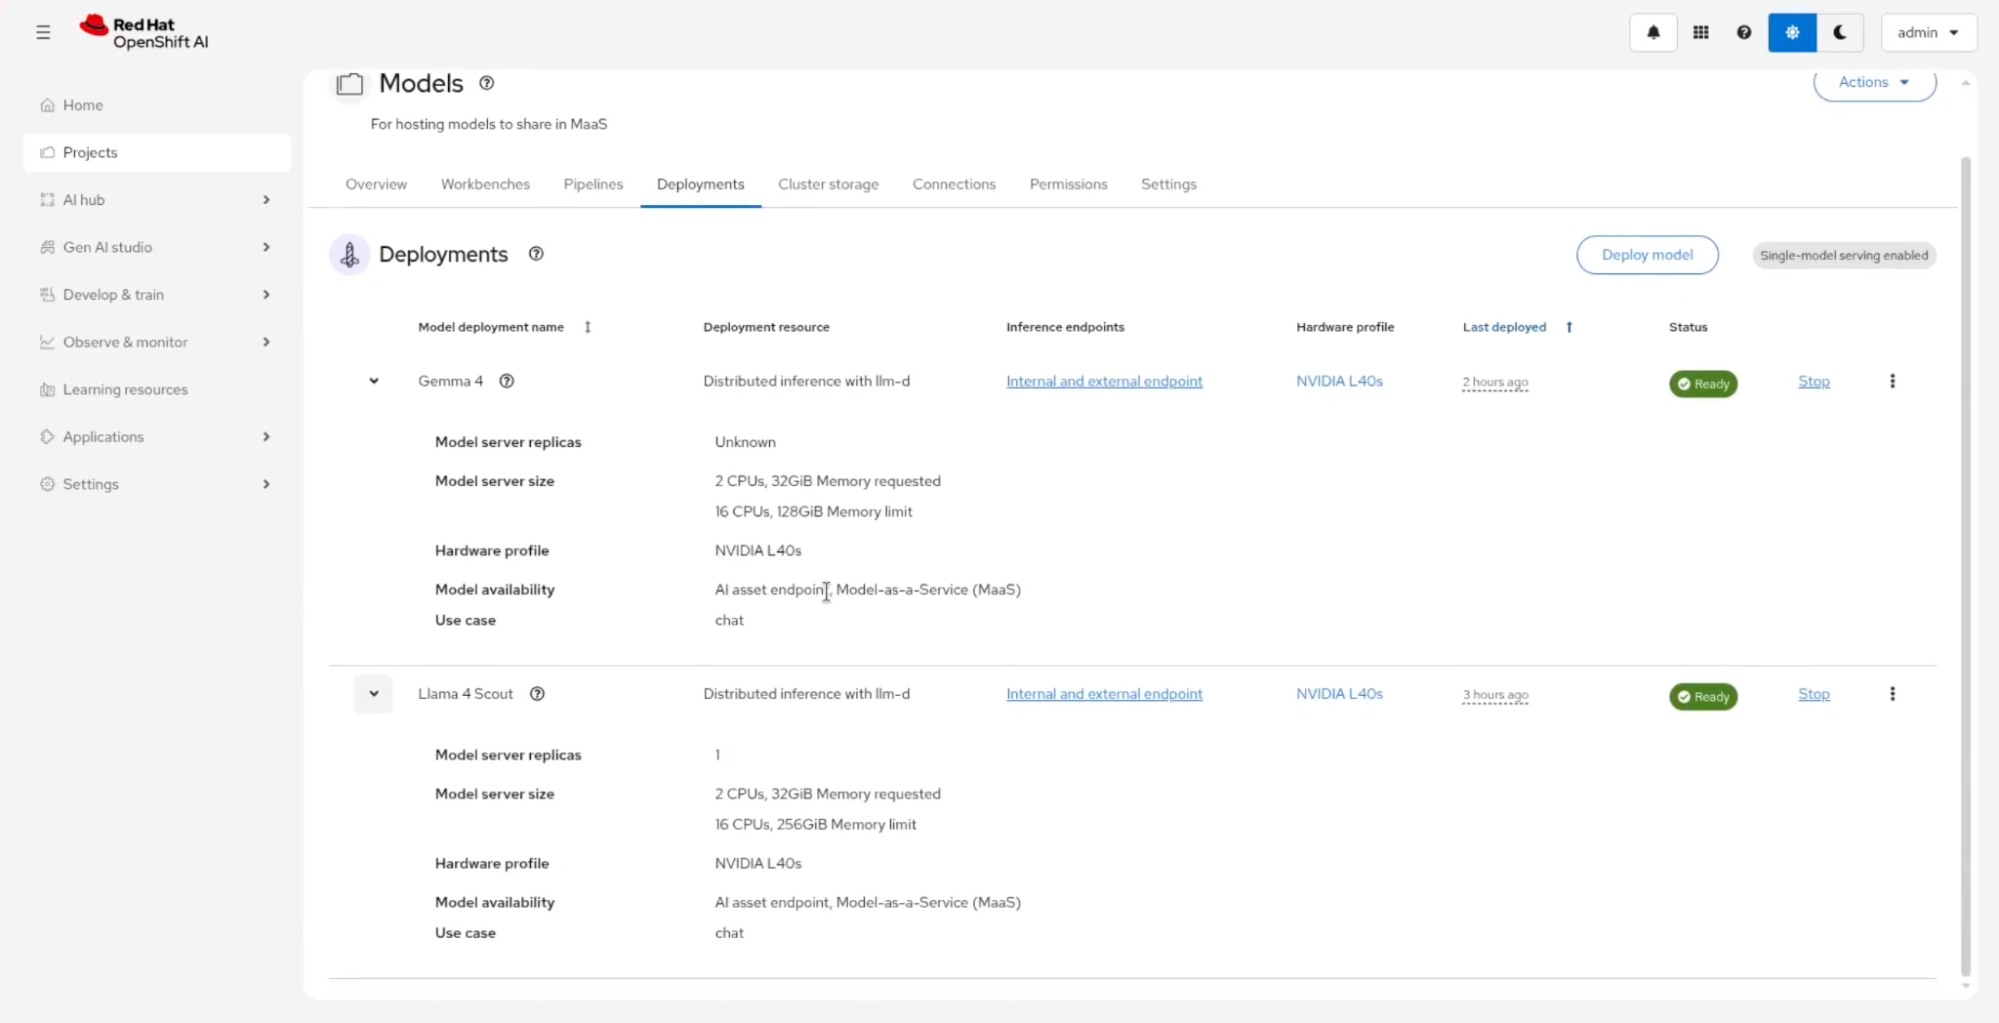 Red Hat
OpenShift AI
admin
Home
Projects
AI hub
Gen AI studio
Develop & train
Observe & monitor
Learning resources
Applications
Settings
Models
Actions
For hosting models to share in MaaS
Overview Workbenches Pipelines Deployments Cluster storage Connections Permissions Settings
Deployments
Deploy model
Single-model serving enabled
Model deployment name Deployment resource Inference endpoints Hardware profile Last deployed Status
Gemma 4 Distributed inference with llm-d Internal and external endpoint NVIDIA L40s 2 hours ago Ready Stop
Model server replicas Unknown
Model server size 2 CPUs, 32GiB Memory requested
16 CPUs, 128GiB Memory limit
Hardware profile NVIDIA L40s
Model availability AI asset endpoint, Model-as-a-Service (MaaS)
Use case chat
Llama 4 Scout Distributed inference with llm-d Internal and external endpoint NVIDIA L40s 3 hours ago Ready Stop
Model server replicas 1
Model server size 2 CPUs, 32GiB Memory requested
16 CPUs, 256GiB Memory limit
Hardware profile NVIDIA L40s
Model availability AI asset endpoint, Model-as-a-Service (MaaS)
Use case chat